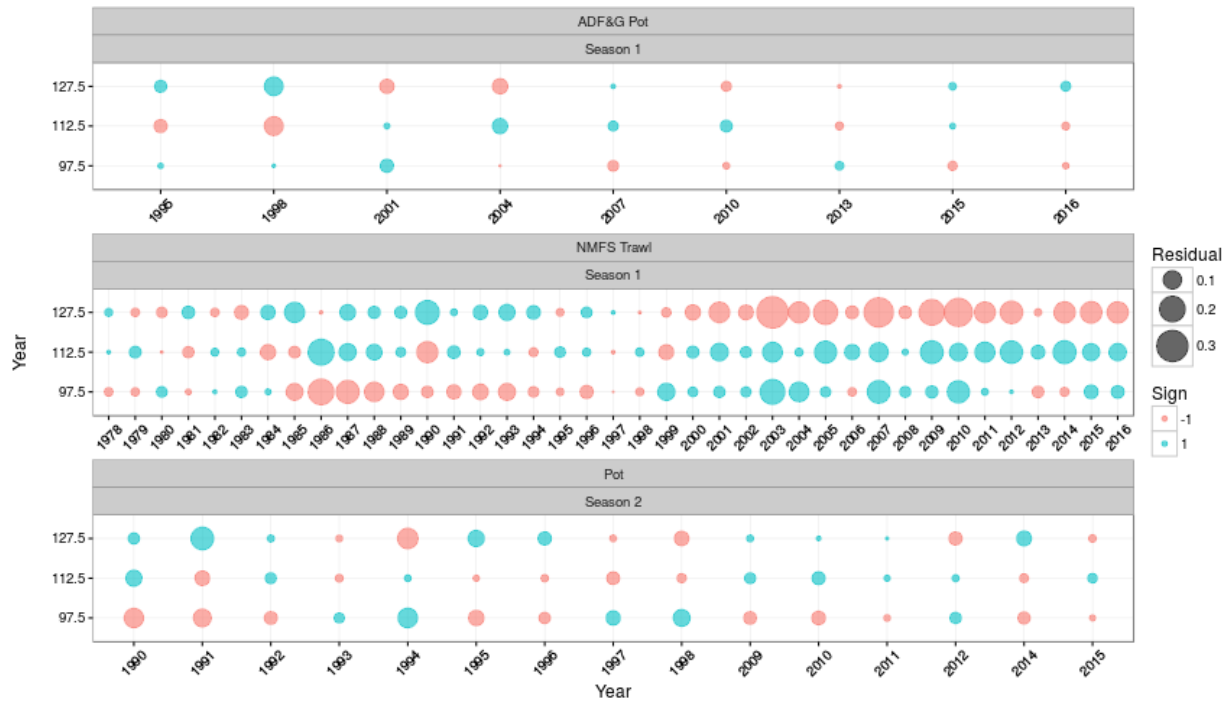 ADF&G Pot
Season 1
127.5
112.5
97.5
1995 1998 2001 2004 2007 2010 2013 2015 2016
NMFS Trawl
Season 1
127.5
112.5
97.5
1978 1979 1980 1981 1982 1983 1984 1985 1986 1987 1988 1989 1990 1991 1992 1993 1994 1995 1996 1997 1998 1999 2000 2001 2002 2003 2004 2005 2006 2007 2008 2009 2010 2011 2012 2013 2014 2015 2016
Pot
Season 2
127.5
112.5
97.5
1990 1991 1992 1993 1994 1995 1996 1997 1998 2009 2010 2011 2012 2014 2015
Year
Year
Residual
0.1
0.2
0.3
Sign
-1
1